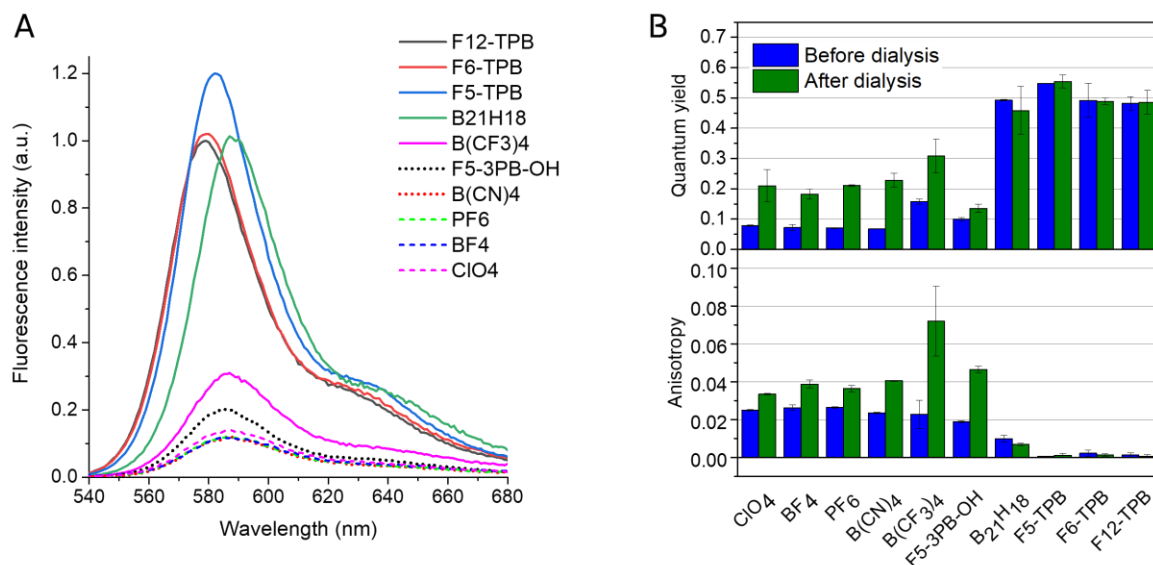 A
Fluorescence intensity (a.u.)
1.2
1.0
0.8
0.6
0.4
0.2
0.0
540 560 580 600 620 640 660 680
Wavelength (nm)
F12-TPB
F6-TPB
F5-TPB
B21H18
B(CF3)4
F5-3PB-OH
B(CN)4
PF6
BF4
ClO4
B
Quantum yield
0.7
0.6
0.5
0.4
0.3
0.2
0.1
0.0
Before dialysis
After dialysis
Anisotropy
0.10
0.08
0.06
0.04
0.02
0.00
ClO4
BF4
PF6
B(CN)4
B(CF3)4
F5-3PB-OH
B21H18
F5-TPB
F6-TPB
F12-TPB